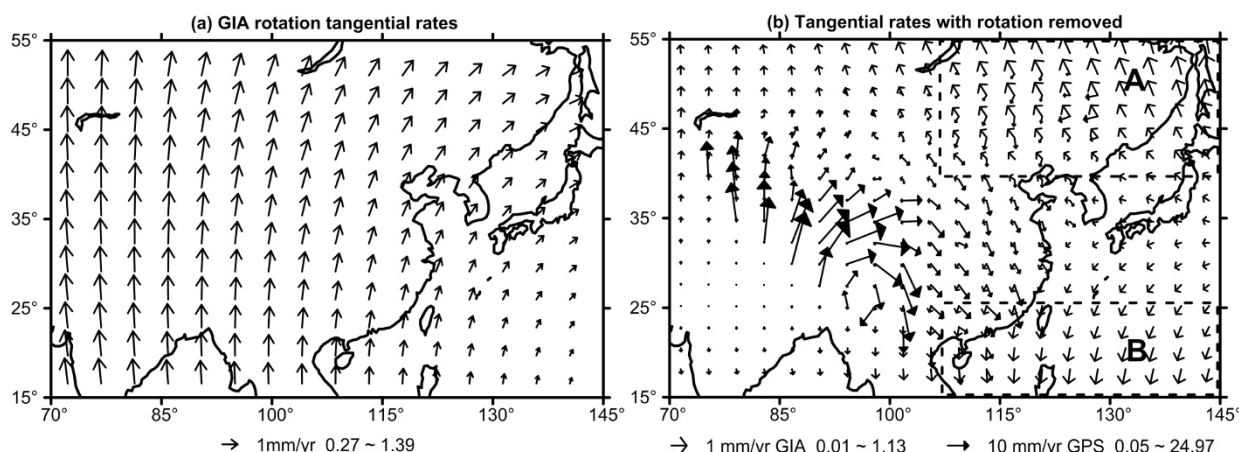 (a) GIA rotation tangential rates
55°
45°
35°
25°
15°
70° 85° 100° 115° 130° 145°
1mm/yr 0.27 ~ 1.39
(b) Tangential rates with rotation removed
55°
45°
35°
25°
15°
70° 85° 100° 115° 130° 145°
A
B
1 mm/yr GIA 0.01 ~ 1.13 10 mm/yr GPS 0.05 ~ 24.97